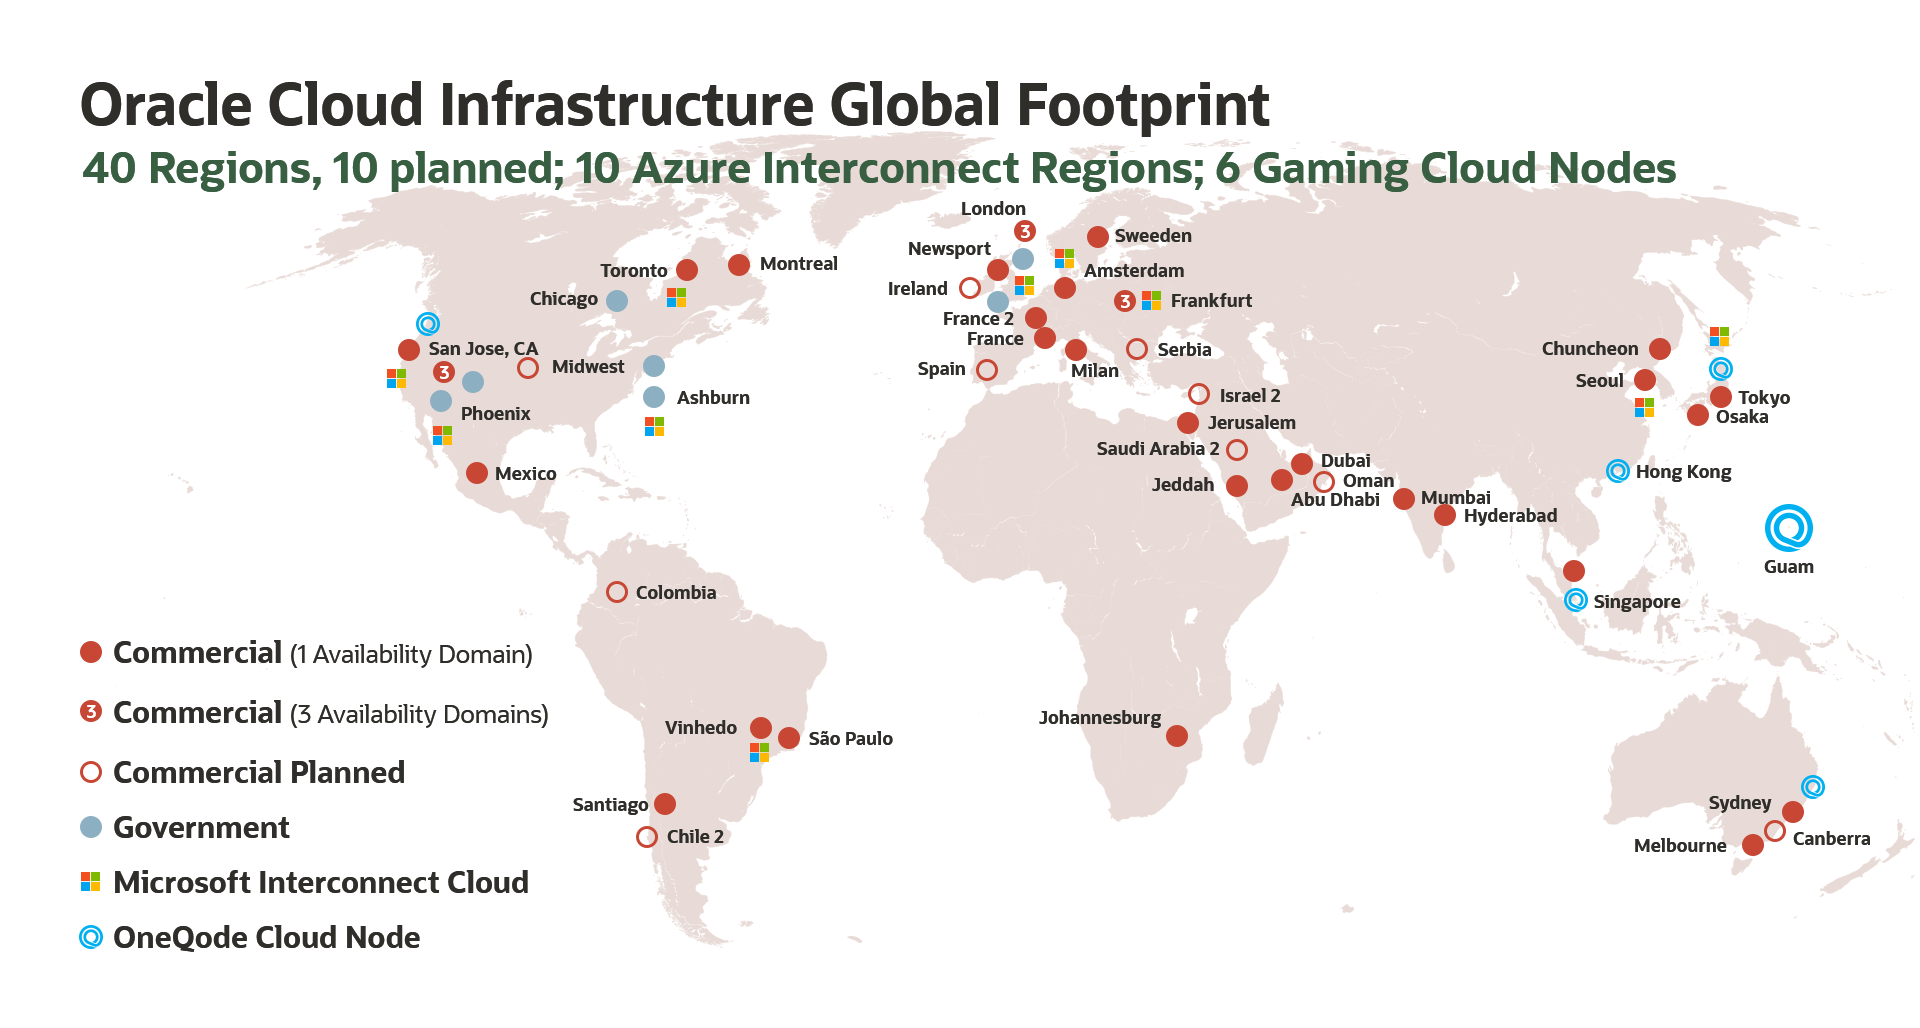 Oracle Cloud Infrastructure Global Footprint
40 Regions, 10 planned; 10 Azure Interconnect Regions; 6 Gaming Cloud Nodes
London
3
Sweeden
Newsport
Montreal
Toronto
Amsterdam
Ireland
Chicago
3
Frankfurt
France 2
France
San Jose, CA
Serbia
Chuncheon
3
Midwest
Spain
Milan
Seoul
Ashburn
Israel 2
Tokyo
Phoenix
Jerusalem
Osaka
Saudi Arabia 2
Dubai
Mexico
Hong Kong
Jeddah
Oman
Abu Dhabi
Mumbai
Hyderabad
Guam
Colombia
Singapore
Commercial (1 Availability Domain)
3 Commercial (3 Availability Domains)
Johannesburg
Vinhedo
São Paulo
Commercial Planned
Santiago
Sydney
Chile 2
Canberra
Melbourne
Government
Microsoft Interconnect Cloud
OneQode Cloud Node